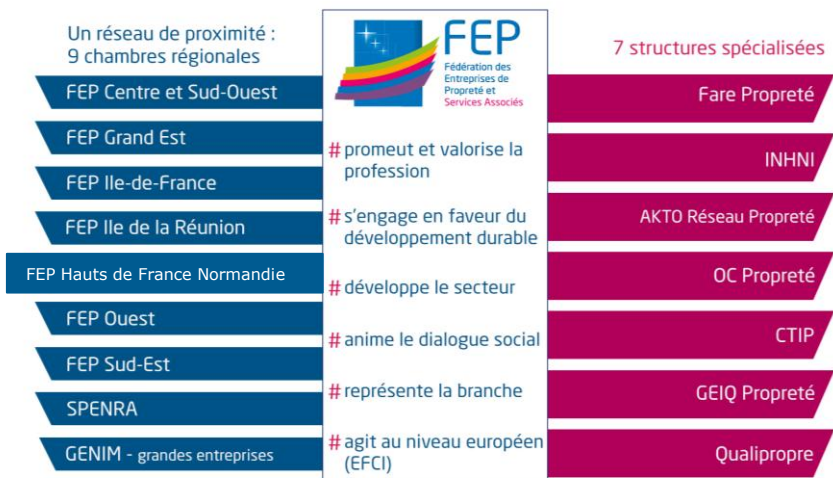 Un réseau de proximité :
9 chambres régionales
FEP Centre et Sud-Ouest
FEP Grand Est
FEP Ile-de-France
FEP Ile de la Réunion
FEP Hauts de France Normandie
FEP Ouest
FEP Sud-Est
SPENRA
GENIM - grandes entreprises
FEP
Fédération des
Entreprises de
Propreté et
Services Associés
# promeut et valorise la
profession
# s'engage en faveur du
développement durable
# développe le secteur
# anime le dialogue social
# représente la branche
# agit au niveau européen
(EFCI)
7 structures spécialisées
Fare Propreté
INHNI
AKTO Réseau Propreté
OC Propreté
CTIP
GEIQ Propreté
Qualipropre